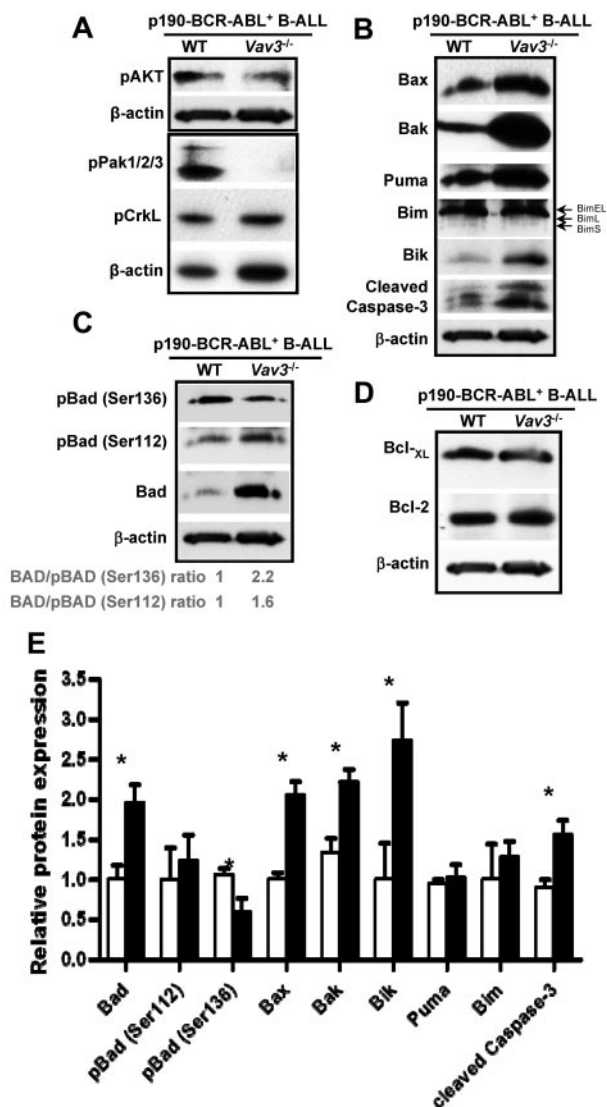 A
p190-BCR-ABL+ B-ALL
WT Vav3-/-
pAKT
β-actin
pPak1/2/3
pCrkL
β-actin
B
p190-BCR-ABL+ B-ALL
WT Vav3-/-
Bax
Bak
Puma
Bim
BimEL
BimL
BimS
Bik
Cleaved
Caspase-3
β-actin
C
p190-BCR-ABL+ B-ALL
WT Vav3-/-
pBad (Ser136)
pBad (Ser112)
Bad
β-actin
BAD/pBAD (Ser136) ratio 1 2.2
BAD/pBAD (Ser112) ratio 1 1.6
D
p190-BCR-ABL+ B-ALL
WT Vav3-/-
Bcl-XL
Bcl-2
β-actin
E
Relative protein expression
3.5
3.0
2.5
2.0
1.5
1.0
0.5
0.0
* * * * * *
Bad
pBad (Ser112)
pBad (Ser136)
Bax
Bak
Bik
Puma
Bim
cleaved Caspase-3